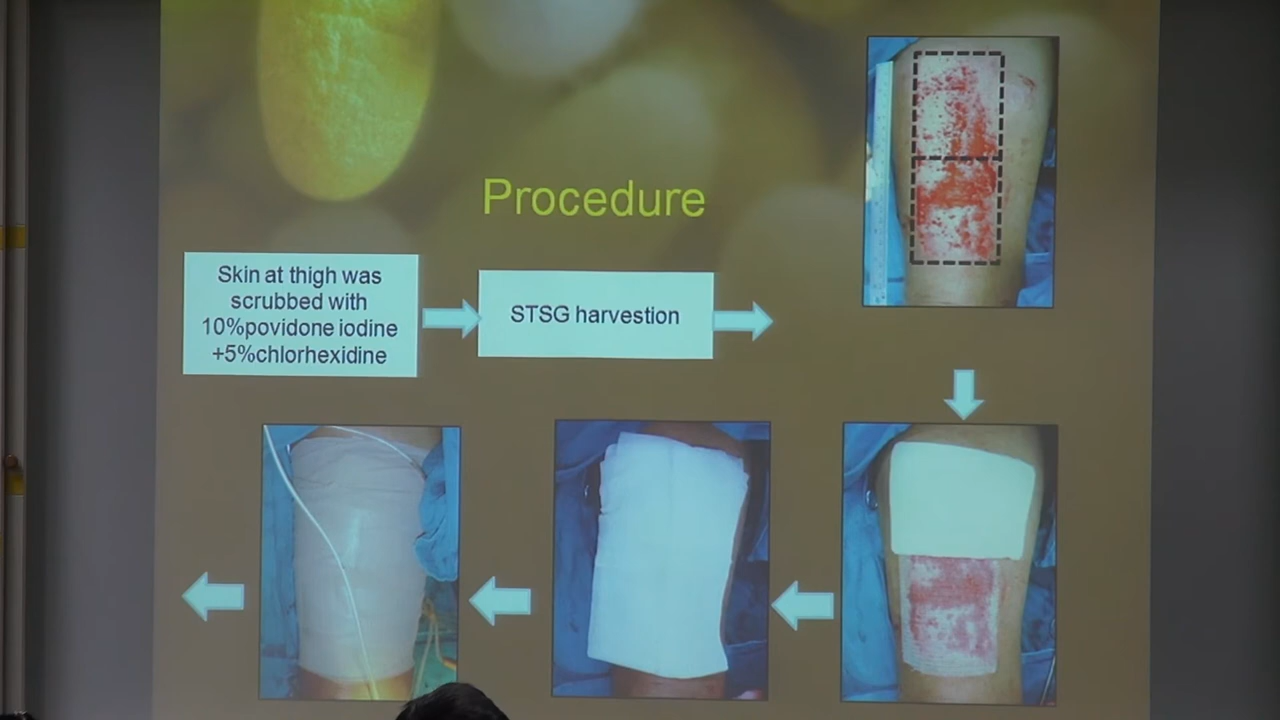 Procedure
Skin at thigh was
scrubbed with
10%povidone iodine
+5%chlorhexidine
STSG harvestion